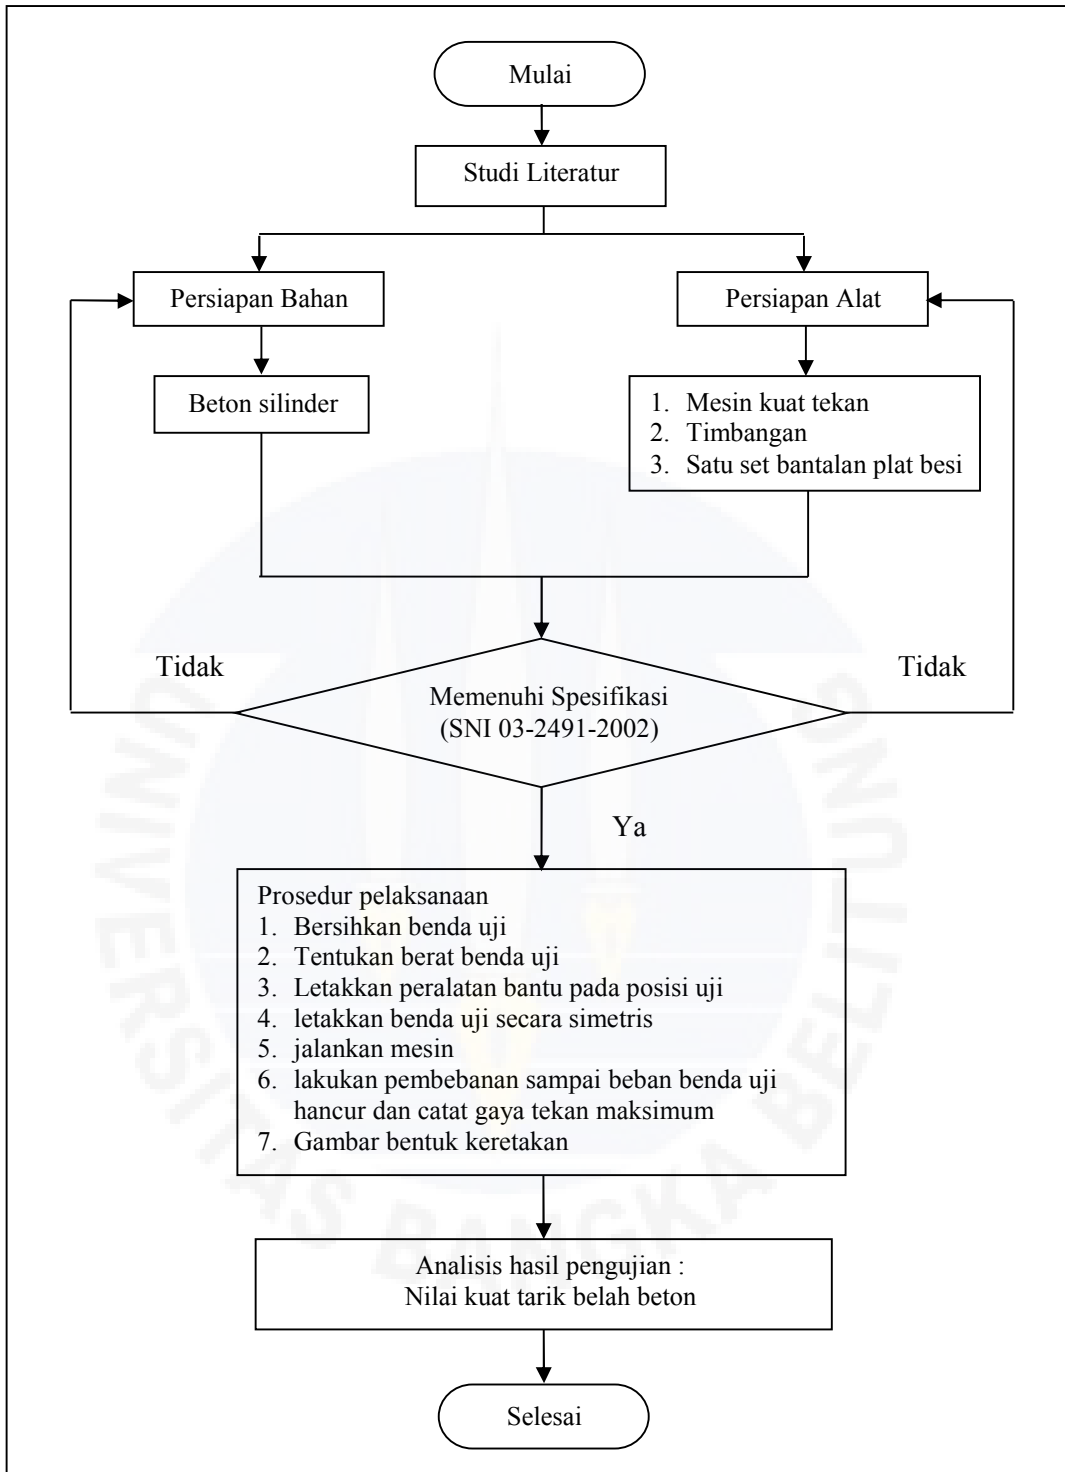 Mulai
Studi Literatur
Persiapan Bahan
Persiapan Alat
Beton silinder
1. Mesin kuat tekan
2. Timbangan
3. Satu set bantalan plat besi
Tidak
Tidak
Memenuhi Spesifikasi
(SNI 03-2491-2002)
Ya
Prosedur pelaksanaan
1. Bersihkan benda uji
2. Tentukan berat benda uji
3. Letakkan peralatan bantu pada posisi uji
4. letakkan benda uji secara simetris
5. jalankan mesin
6. lakukan pembebanan sampai beban benda uji
hancur dan catat gaya tekan maksimum
7. Gambar bentuk keretakan
Analisis hasil pengujian :
Nilai kuat tarik belah beton
Selesai
UNIVERSITAS BANGKA BELITUNG